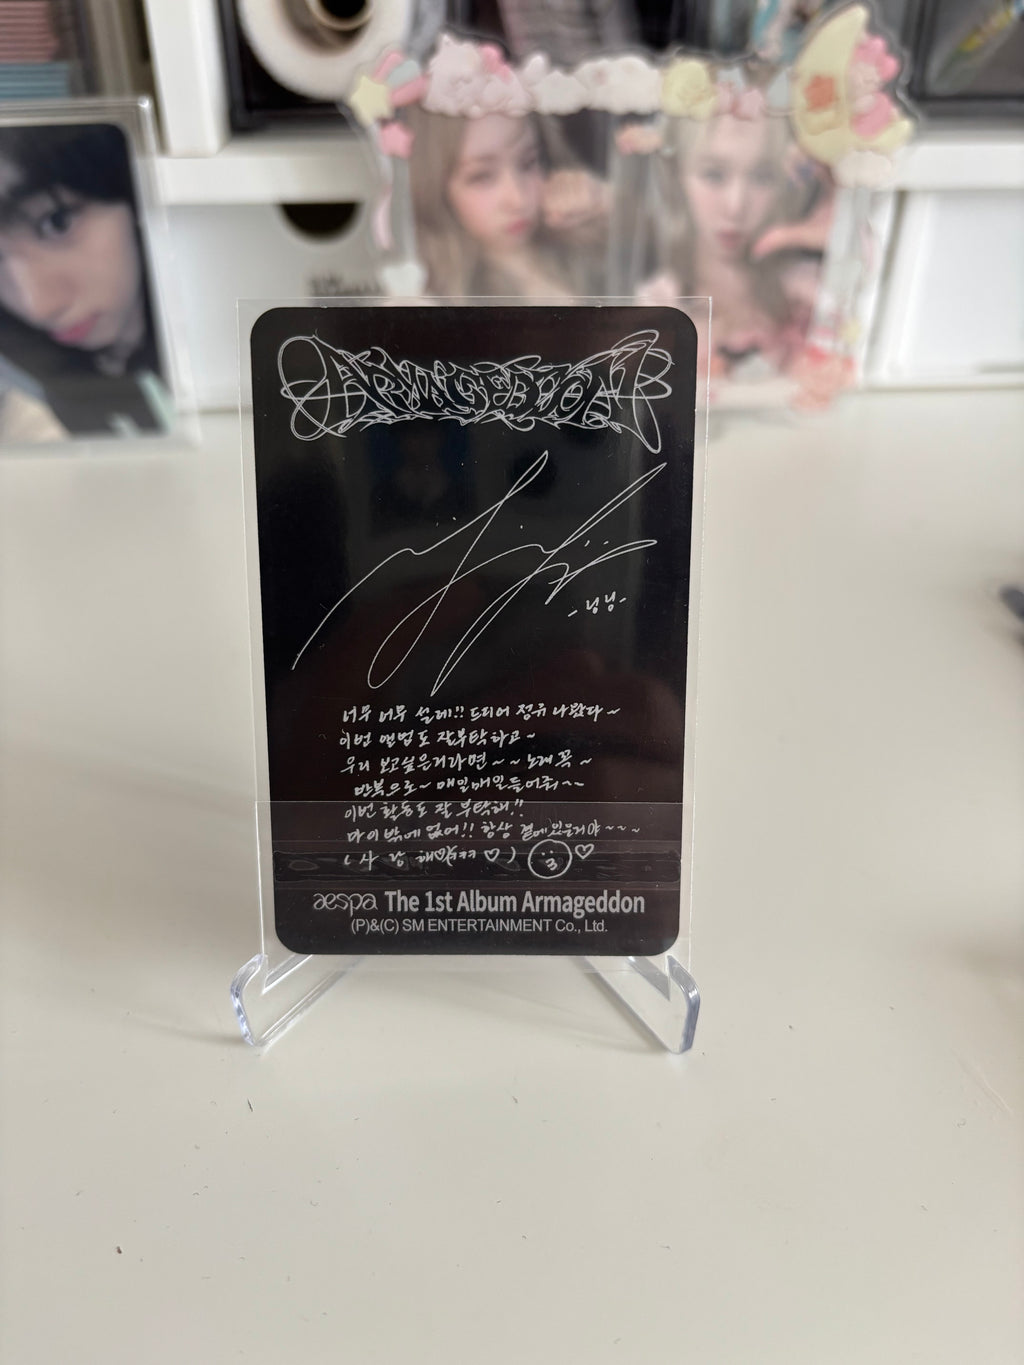 ARMAGEDDON
- 닝닝 -
너무 너무 설레!! 드디어 정규 나왔다~
이번 앨범도 잘부탁하고~
우리 보고싶은거라면~~ 노래 꼭~
반복으로~ 매일매일들어줘~~
이번 활동도 잘 부탁해!!
마이밖에없어!! 항상 곁에있을거야~~~
사랑해
aespa The 1st Album Armageddon
(P)&(C) SM ENTERTAINMENT Co., Ltd.